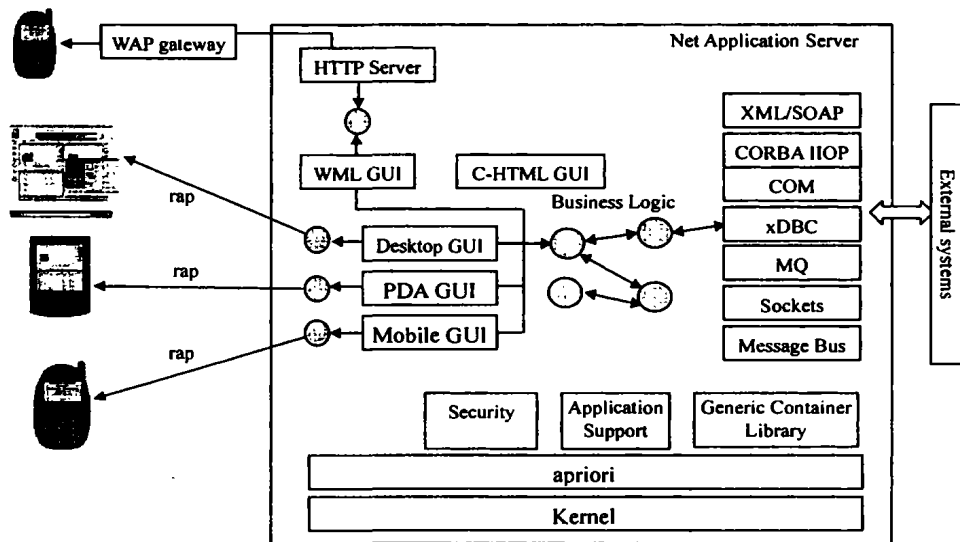 WAP gateway
Net Application Server
HTTP Server
XML/SOAP
CORBA IIOP
WML GUI
C-HTML GUI
COM
rap
Business Logic
Desktop GUI
xDBC
External systems
rap
PDA GUI
MQ
Sockets
rap
Mobile GUI
Message Bus
Security
Application
Support
Generic Container
Library
apriori
Kernel